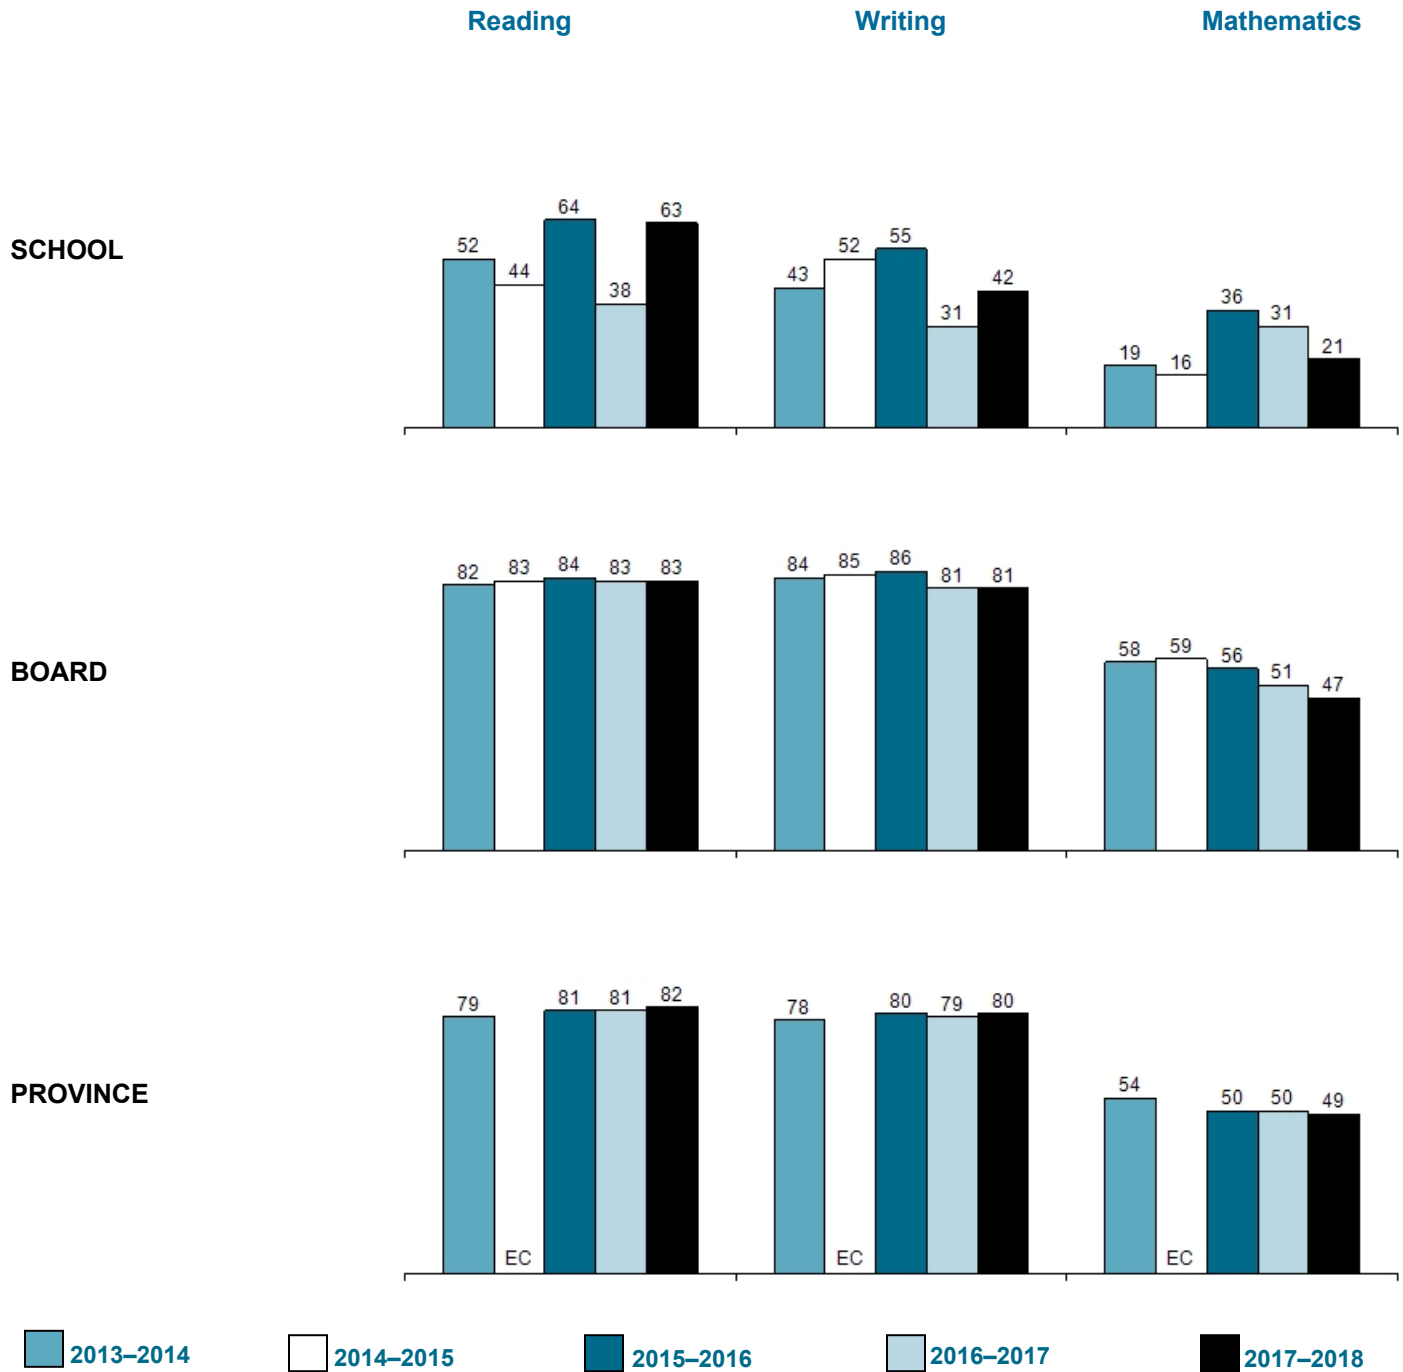 Reading Writing Mathematics
SCHOOL
52 44 64 38 63 43 52 55 31 42 19 16 36 31 21
BOARD
82 83 84 83 83 84 85 86 81 81 58 59 56 51 47
PROVINCE
79 EC 81 81 82 78 EC 80 79 80 54 EC 50 50 49
2013–2014 2014–2015 2015–2016 2016–2017 2017–2018